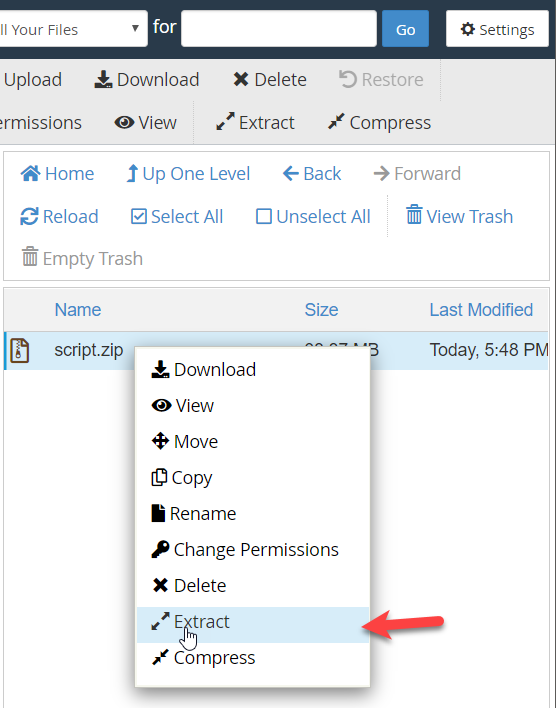 ll Your Files for Go Settings
Upload Download Delete Restore
ermissions View Extract Compress
Home Up One Level Back Forward
Reload Select All Unselect All View Trash
Empty Trash
Name Size Last Modified
script.zip MB Today, 5:48 PM
Download
View
Move
Copy
Rename
Change Permissions
Delete
Extract
Compress